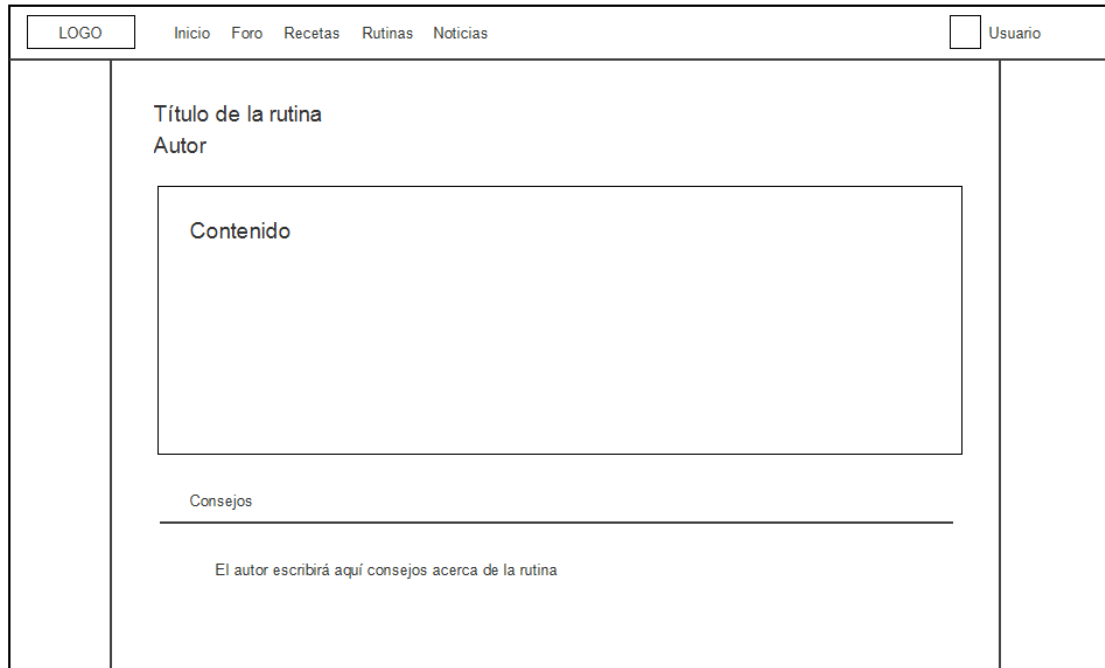 LOGO Inicio Foro Recetas Rutinas Noticias Usuario
Título de la rutina
Autor
Contenido
Consejos
El autor escribirá aquí consejos acerca de la rutina